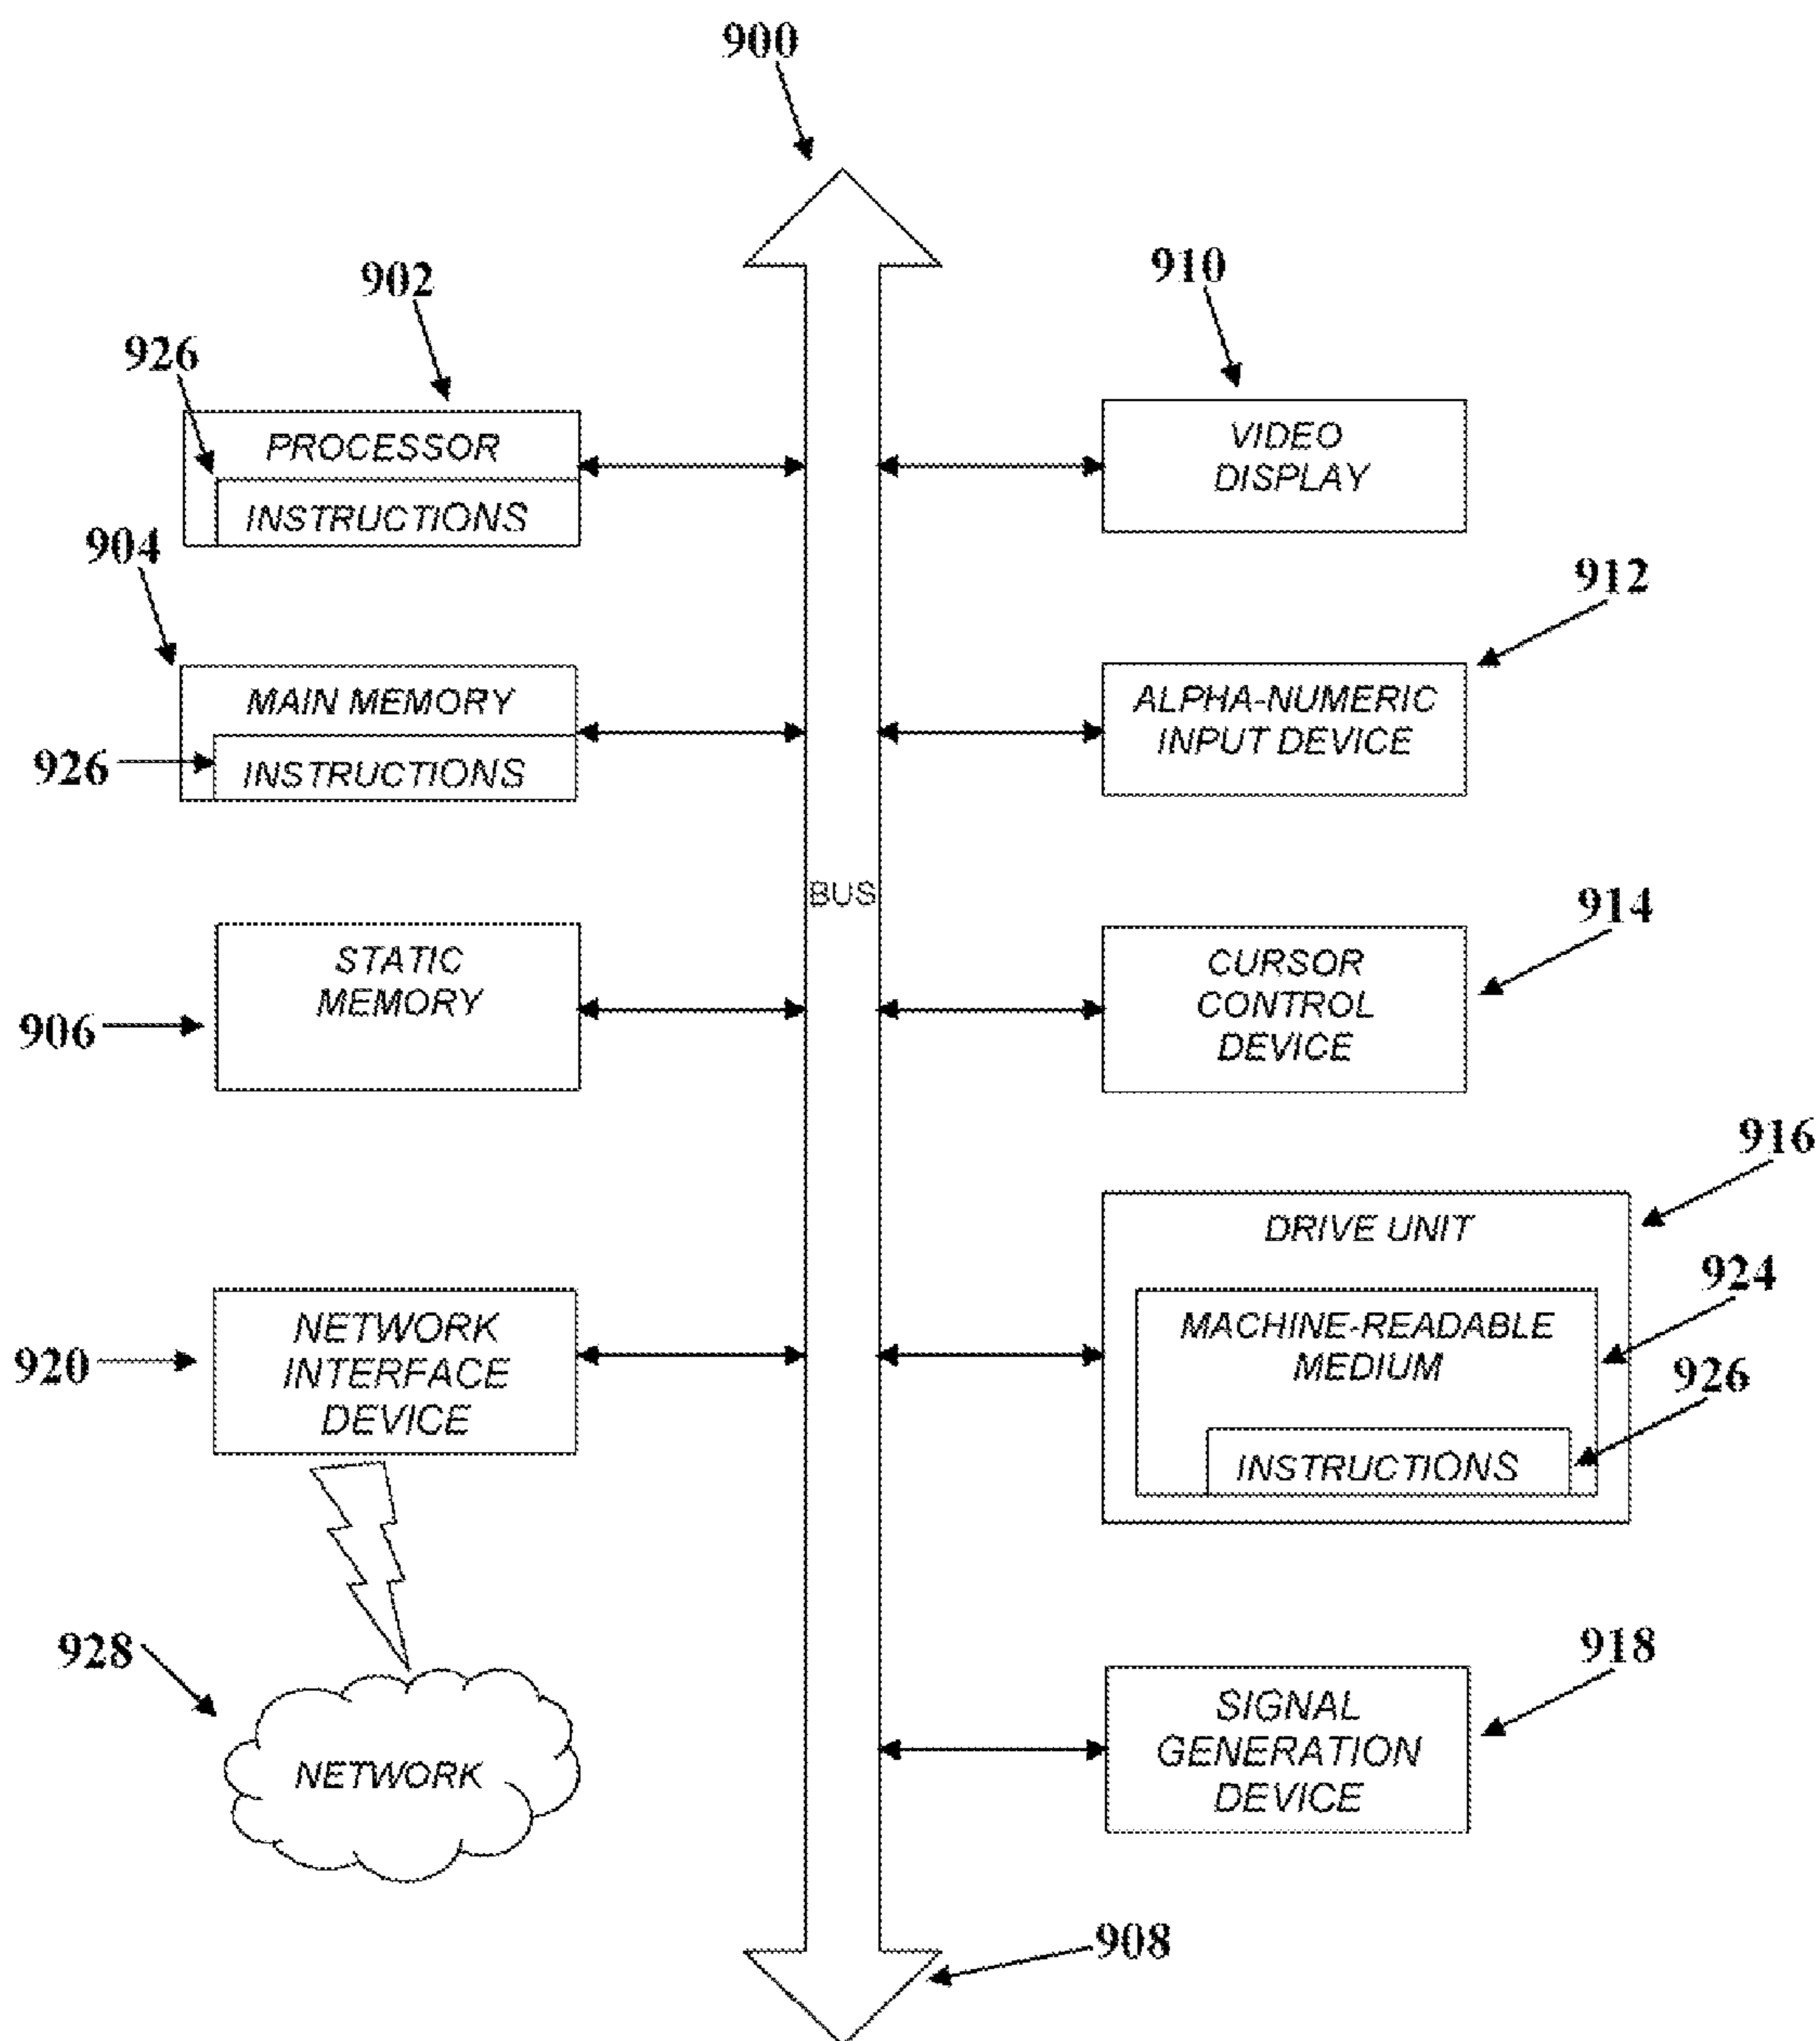 900
902
910
926
PROCESSOR
INSTRUCTIONS
VIDEO
DISPLAY
904
912
MAIN MEMORY
926
INSTRUCTIONS
ALPHA-NUMERIC
INPUT DEVICE
BUS
914
STATIC
MEMORY
906
CURSOR
CONTROL
DEVICE
916
DRIVE UNIT
924
NETWORK
INTERFACE
DEVICE
920
MACHINE-READABLE
MEDIUM
926
INSTRUCTIONS
928
NETWORK
918
SIGNAL
GENERATION
DEVICE
908